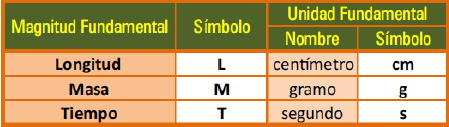 Magnitud Fundamental Símbolo Unidad Fundamental
Nombre Símbolo
Longitud L centímetro cm
Masa M gramo g
Tiempo T segundo s